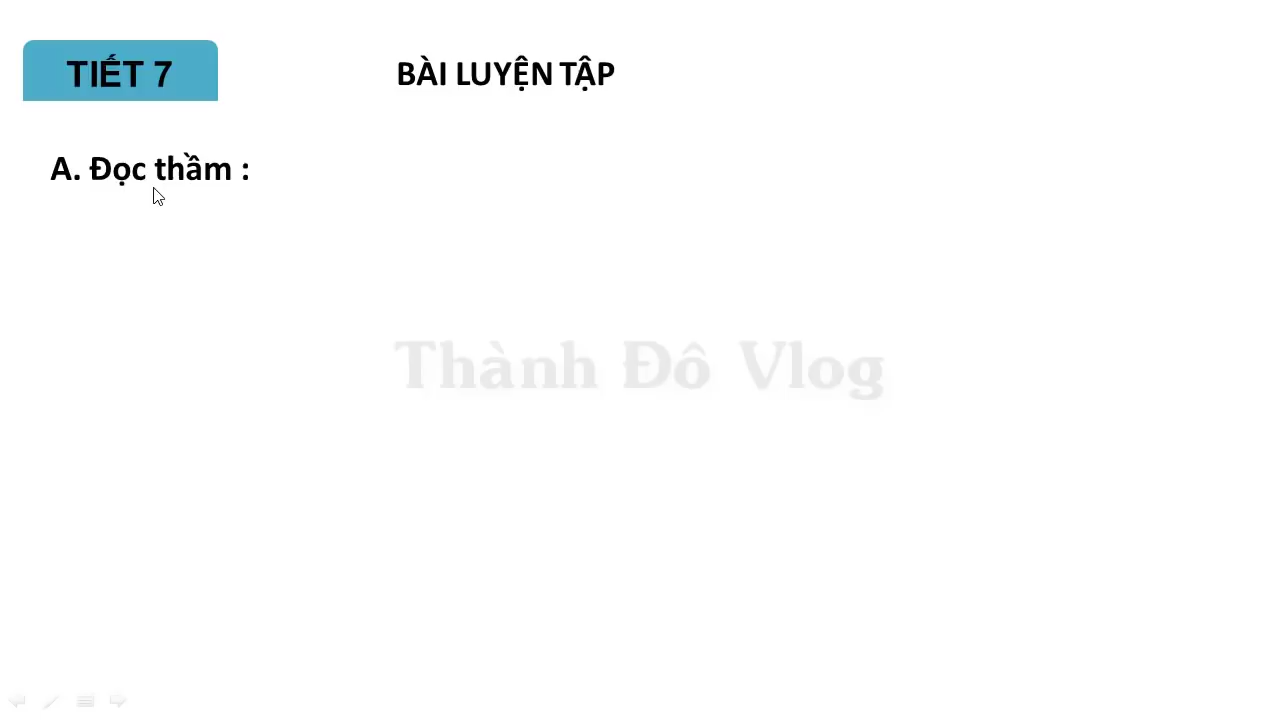 TIẾT 7
BÀI LUYỆN TẬP
A. Đọc thầm :
Thành Đô Vlog